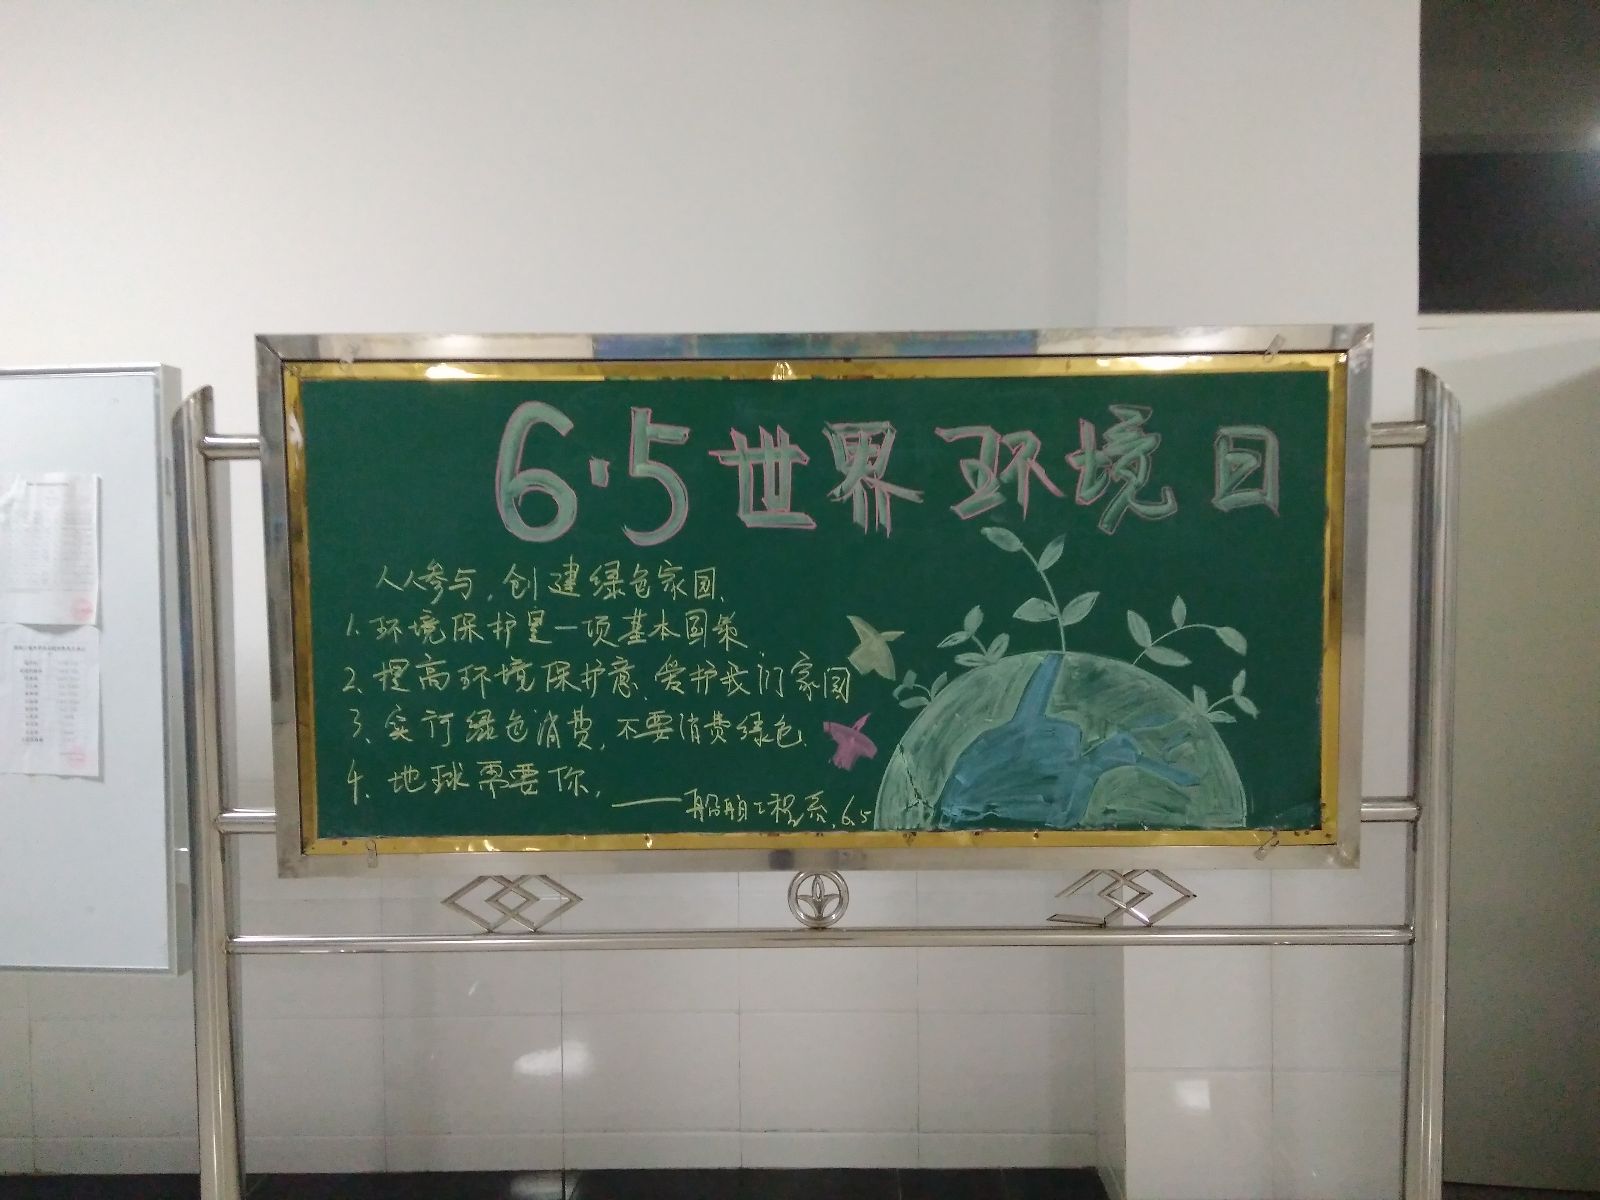 6·5世界环境日
人人参与,创建绿色家园.
1.环境保护是一项基本国策
2.提高环境保护意.爱护我们家园
3.实行绿色消费,不要消费绿色.
4.地球需要你.
——船舶工程系.6.5